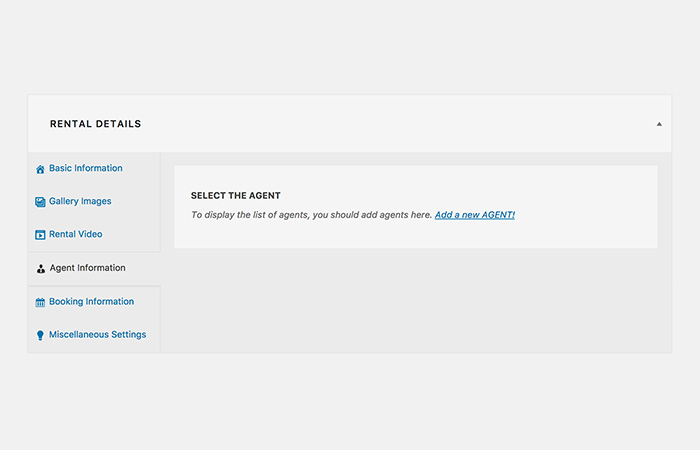 RENTAL DETAILS
Basic Information
Gallery Images
Rental Video
Agent Information
Booking Information
Miscellaneous Settings
SELECT THE AGENT
To display the list of agents, you should add agents here. Add a new AGENT!